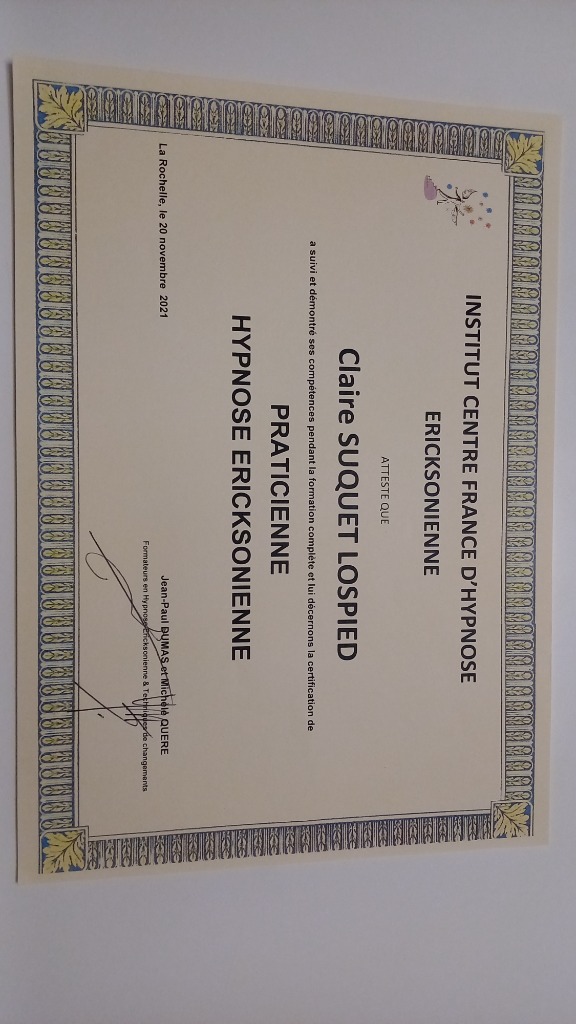 INSTITUT CENTRE FRANCE D'HYPNOSE
ERICKSONIENNE
ATTESTE QUE
Claire SUQUET LOSPIED
a suivi et démontré ses compétences pendant la formation complète et lui décernons la certification de
PRATICIENNE
HYPNOSE ERICKSONIENNE
La Rochelle, le 20 novembre 2021
Jean-Paul DUMAS et Michèle QUERE
Formateurs en Hypnose Ericksonienne & Techniques de changements